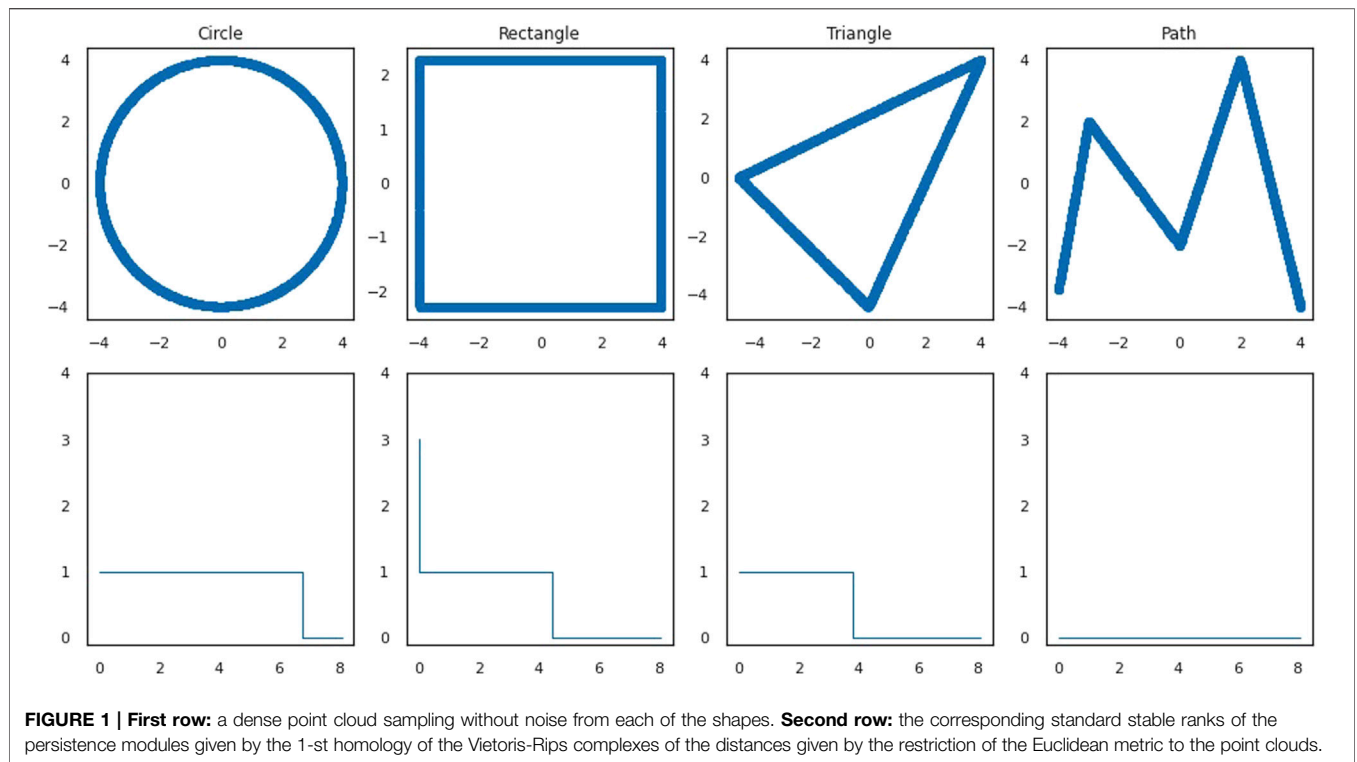 Circle
Rectangle
Triangle
Path
4
2
0
−2
−4
−4 −2 0 2 4
2
1
0
−1
−2
−4 −2 0 2 4
4
2
0
−2
−4
−4 −2 0 2 4
4
2
0
−2
−4
−4 −2 0 2 4
4
3
2
1
0
0 2 4 6 8
4
3
2
1
0
0 2 4 6 8
4
3
2
1
0
0 2 4 6 8
4
3
2
1
0
0 2 4 6 8
FIGURE 1 | First row: a dense point cloud sampling without noise from each of the shapes. Second row: the corresponding standard stable ranks of the
persistence modules given by the 1-st homology of the Vietoris-Rips complexes of the distances given by the restriction of the Euclidean metric to the point clouds.